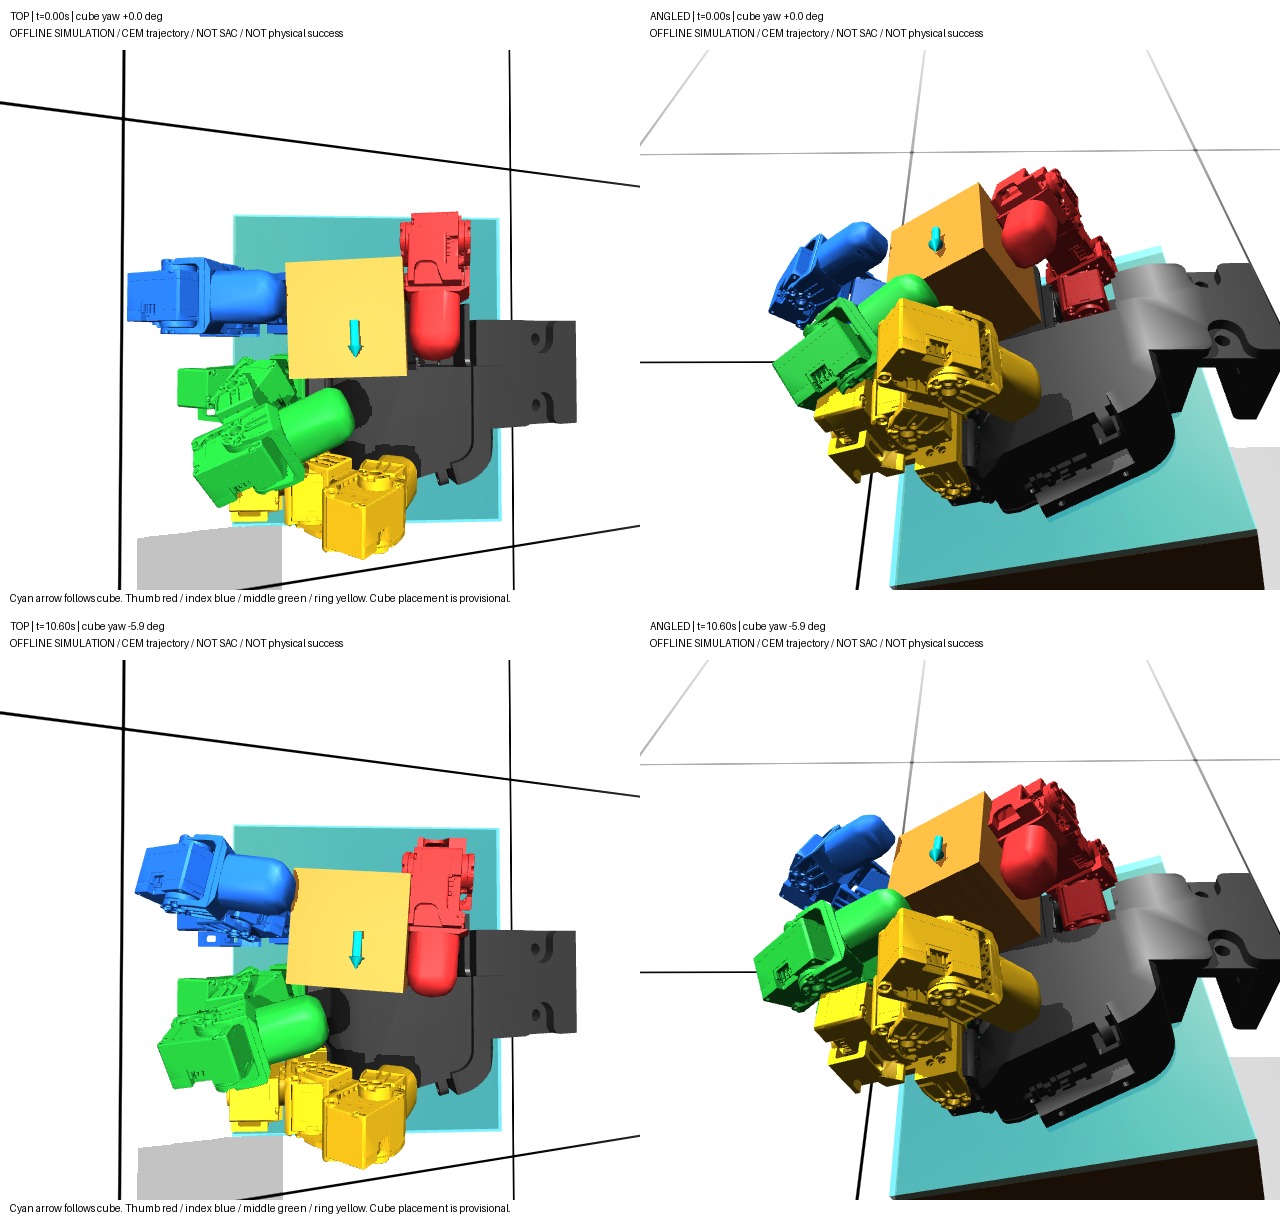 TOP | t=0.00s | cube yaw +0.0 deg
OFFLINE SIMULATION / CEM trajectory / NOT SAC / NOT physical success
ANGLED | t=0.00s | cube yaw +0.0 deg
OFFLINE SIMULATION / CEM trajectory / NOT SAC / NOT physical success
Cyan arrow follows cube. Thumb red / index blue / middle green / ring yellow. Cube placement is provisional.
TOP | t=10.60s | cube yaw -5.9 deg
OFFLINE SIMULATION / CEM trajectory / NOT SAC / NOT physical success
ANGLED | t=10.60s | cube yaw -5.9 deg
OFFLINE SIMULATION / CEM trajectory / NOT SAC / NOT physical success
Cyan arrow follows cube. Thumb red / index blue / middle green / ring yellow. Cube placement is provisional.